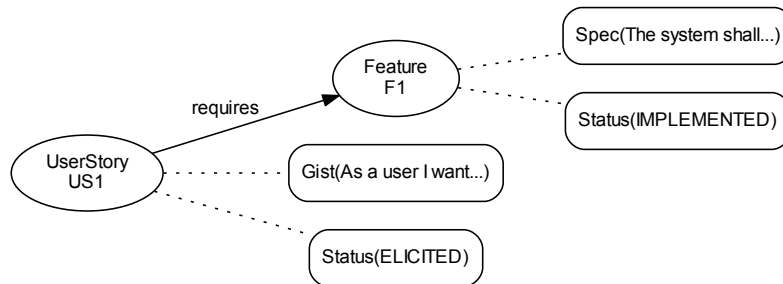 Spec(The system shall...)
Feature
F1
requires
Status(IMPLEMENTED)
UserStory
US1
Gist(As a user I want...)
Status(ELICITED)